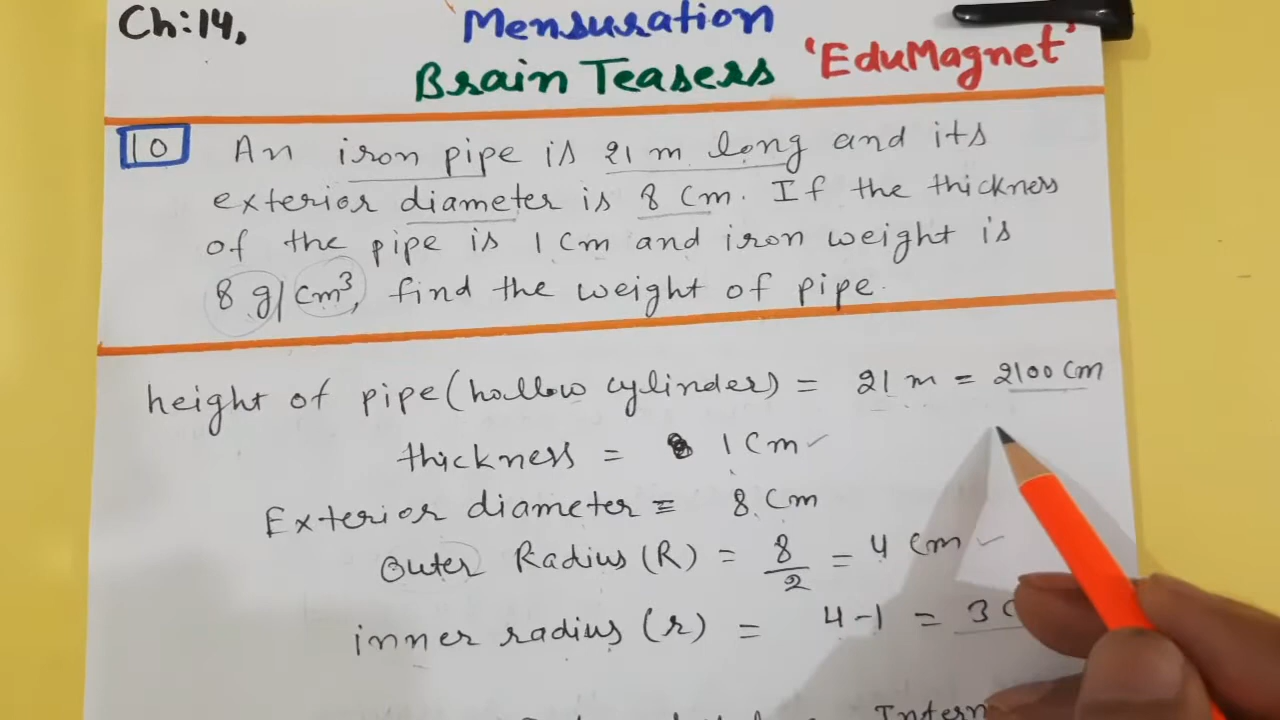 Ch:14,
Mensuration
Brain Teasers 'EduMagnet'
10 An iron pipe is 21 m long and its
exterior diameter is 8 cm. If the thickness
of the pipe is 1 cm and iron weight is
8 g/cm³, find the weight of pipe.
height of pipe (hollow cylinder) = 21 m = 2100 cm
thickness = 1 cm
Exterior diameter = 8 cm
Outer Radius (R) = 8/2 = 4 cm
inner radius (r) = 4-1 = 3